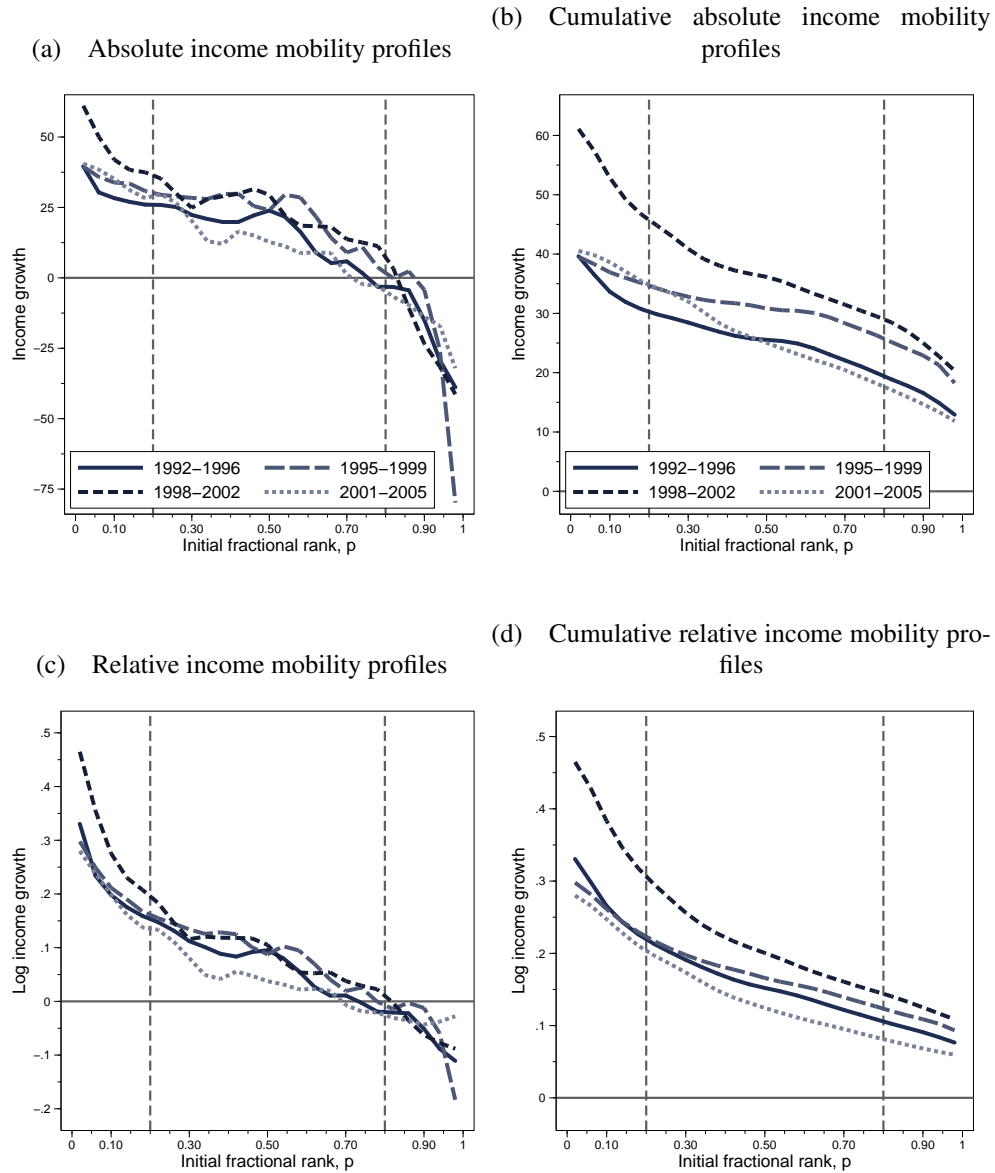 (a) Absolute income mobility profiles
(b) Cumulative absolute income mobility
profiles
Income growth
50
25
0
−25
−50
−75
1992−1996
1995−1999
1998−2002
2001−2005
0 0.10 0.30 0.50 0.70 0.90 1
Initial fractional rank, p
Income growth
60
50
40
30
20
10
0
1992−1996
1995−1999
1998−2002
2001−2005
0 0.10 0.30 0.50 0.70 0.90 1
Initial fractional rank, p
(c) Relative income mobility profiles
(d) Cumulative relative income mobility pro-
files
Log income growth
.5
.4
.3
.2
.1
0
−.1
−.2
0 0.10 0.30 0.50 0.70 0.90 1
Initial fractional rank, p
Log income growth
.5
.4
.3
.2
.1
0
0 0.10 0.30 0.50 0.70 0.90 1
Initial fractional rank, p